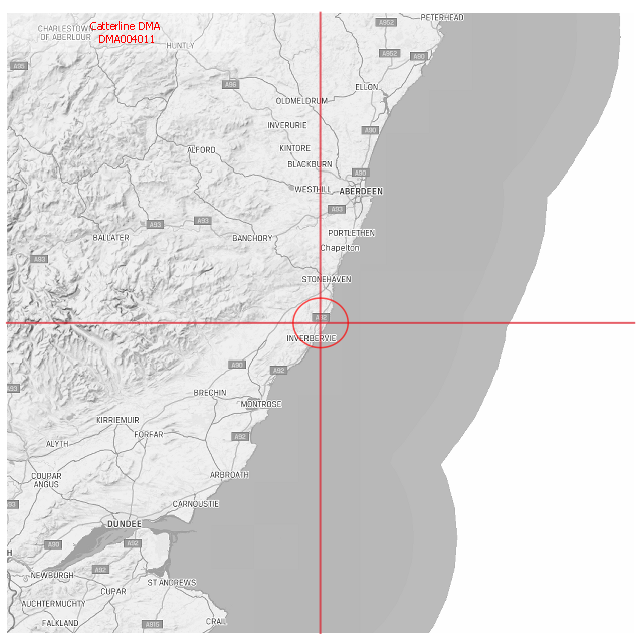 PETERHEAD
A952
CHARLESTOWN
OF ABERLOUR
Catterline DMA
DMA004011
HUNTLY
A952
A90
A95
A96
ELLON
OLDMELDRUM
INVERURIE
A90
KINTORE
ALFORD
BLACKBURN
A90
WESTHILL
ABERDEEN
A93
A93
A93
PORTLETHEN
BALLATER
BANCHORY
Chapelton
A93
STONEHAVEN
A92
INVERBERVIE
A90
A92
A93
BRECHIN
MONTROSE
KIRRIEMUIR
FORFAR
A92
ALYTH
COUPAR
ANGUS
ARBROATH
A93
CARNOUSTIE
DUNDEE
A90
A92
H
A92
NEWBURGH
ST ANDREWS
CUPAR
AUCHTERMUCHTY
FALKLAND
A915
CRAIL